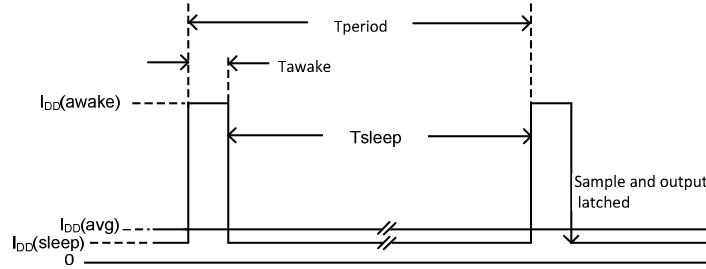 Tperiod
Tawake
IDD(awake)
Tsleep
Sample and output
latched
IDD(avg)
IDD(sleep)
0